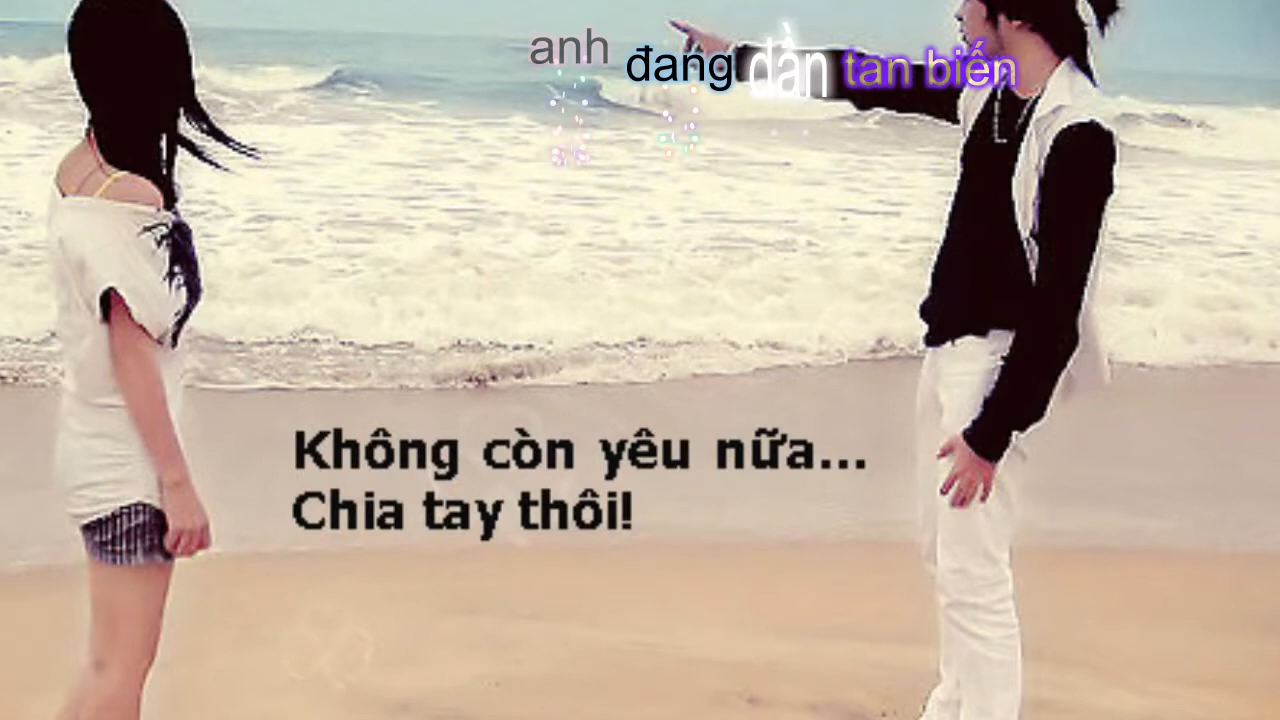 anh đang dần tan biến
Không còn yêu nữa...
Chia tay thôi!